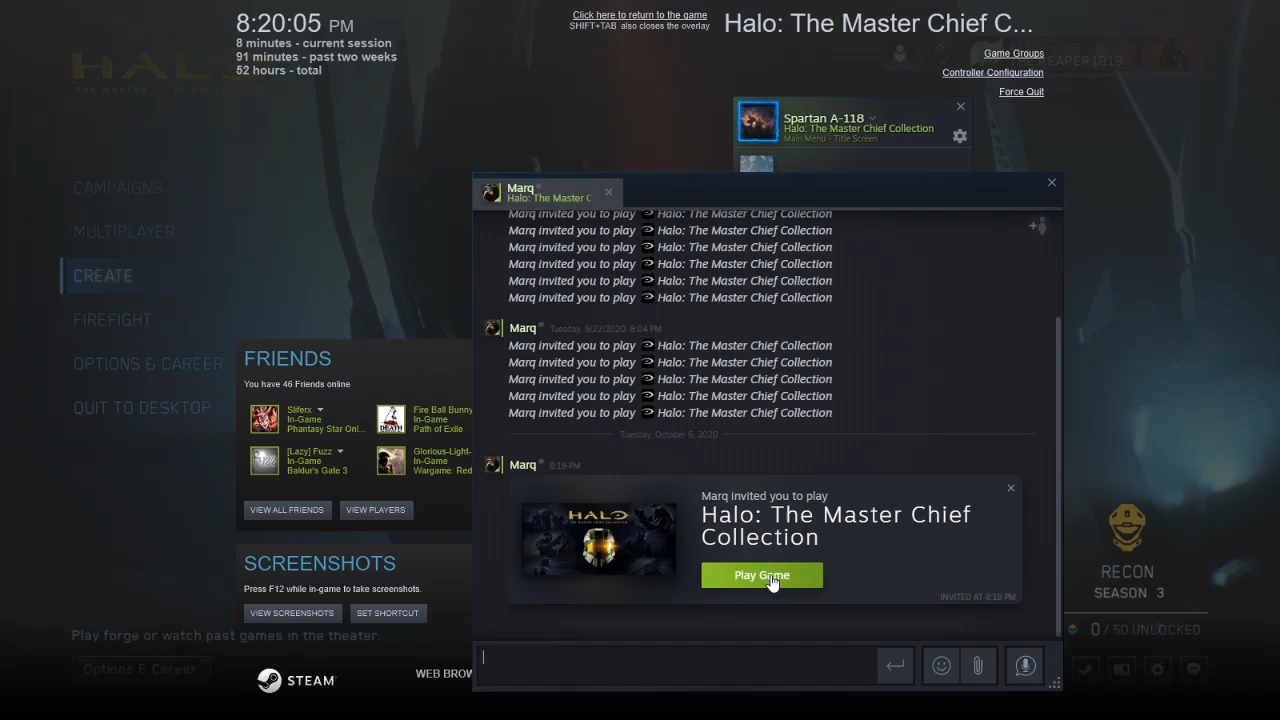 8:20:05 PM
8 minutes - current session
91 minutes - past two weeks
52 hours - total
Click here to return to the game
SHIFT+TAB also closes the overlay
Halo: The Master Chief C...
Game Groups
Controller Configuration
Force Quit
HALO
THE MASTER CHIEF COLLECTION
THE REAPER1919
Spartan A-118
Halo: The Master Chief Collection
Main Menu - Title Screen
CAMPAIGNS
MULTIPLAYER
CREATE
FIREFIGHT
OPTIONS & CAREER
QUIT TO DESKTOP
Marq *
Halo: The Master C
Marq invited you to play Halo: The Master Chief Collection
Marq invited you to play Halo: The Master Chief Collection
Marq invited you to play Halo: The Master Chief Collection
Marq invited you to play Halo: The Master Chief Collection
Marq invited you to play Halo: The Master Chief Collection
Marq invited you to play Halo: The Master Chief Collection
Marq * Tuesday, 9/22/2020, 8:04 PM
Marq invited you to play Halo: The Master Chief Collection
Marq invited you to play Halo: The Master Chief Collection
Marq invited you to play Halo: The Master Chief Collection
Marq invited you to play Halo: The Master Chief Collection
Marq invited you to play Halo: The Master Chief Collection
Tuesday, October 6, 2020
Marq * 8:19 PM
Marq invited you to play
Halo: The Master Chief
Collection
HALO
Play Game
INVITED AT 8:19 PM
FRIENDS
You have 46 Friends online
Sliferx
In-Game
Phantasy Star Onl...
Fire Ball Bunny
In-Game
Path of Exile
DEATH
[Lazy] Fuzz
In-Game
Baldur's Gate 3
Glorious-Light-
In-Game
Wargame: Red
VIEW ALL FRIENDS
VIEW PLAYERS
SCREENSHOTS
Press F12 while in-game to take screenshots.
VIEW SCREENSHOTS
SET SHORTCUT
Play forge or watch past games in the theater.
Options & Career
STEAM
WEB BROW
RECON
SEASON 3
0/50 UNLOCKED